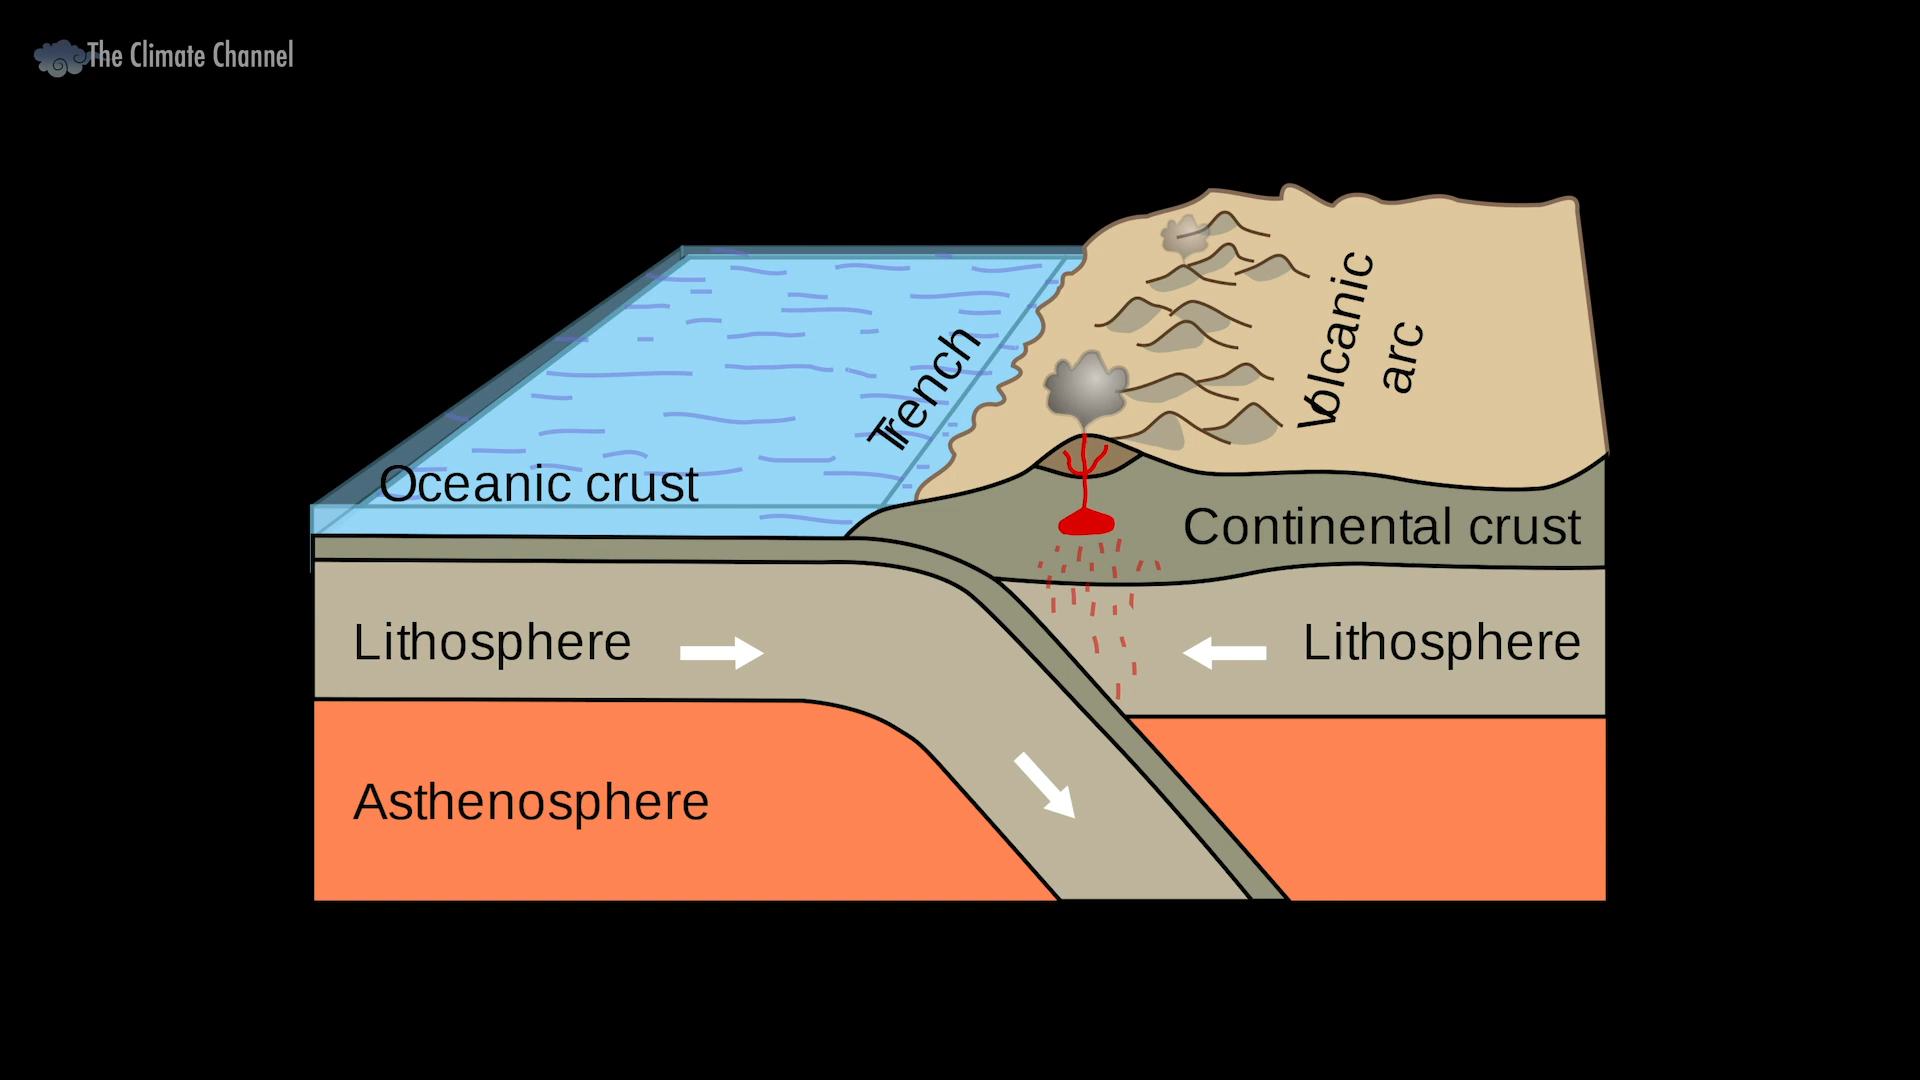 The Climate Channel
Trench
Volcanic
arc
Oceanic crust
Continental crust
Lithosphere
Lithosphere
Asthenosphere